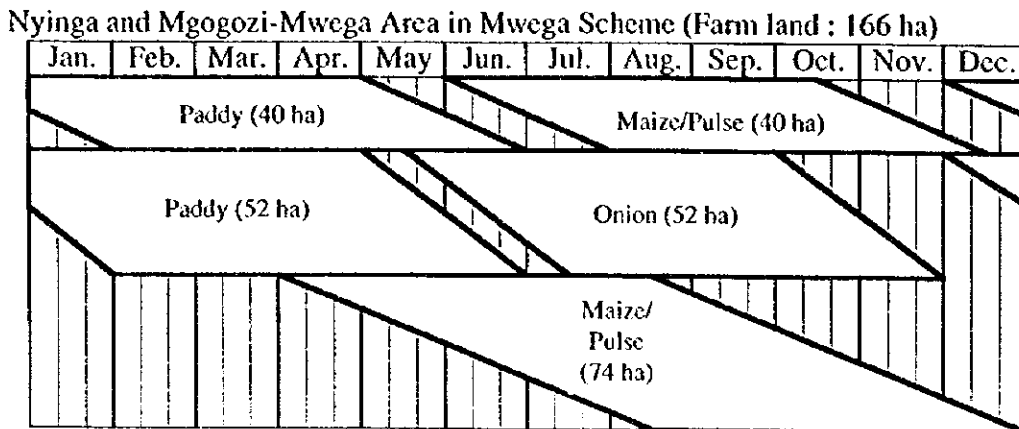 Nyinga and Mgogozi-Mwega Area in Mwega Scheme (Farm land : 166 ha)
Jan. Feb. Mar. Apr. May Jun. Jul. Aug. Sep. Oct. Nov. Dec.
Paddy (40 ha) Maize/Pulse (40 ha)
Paddy (52 ha) Onion (52 ha)
Maize/
Pulse
(74 ha)